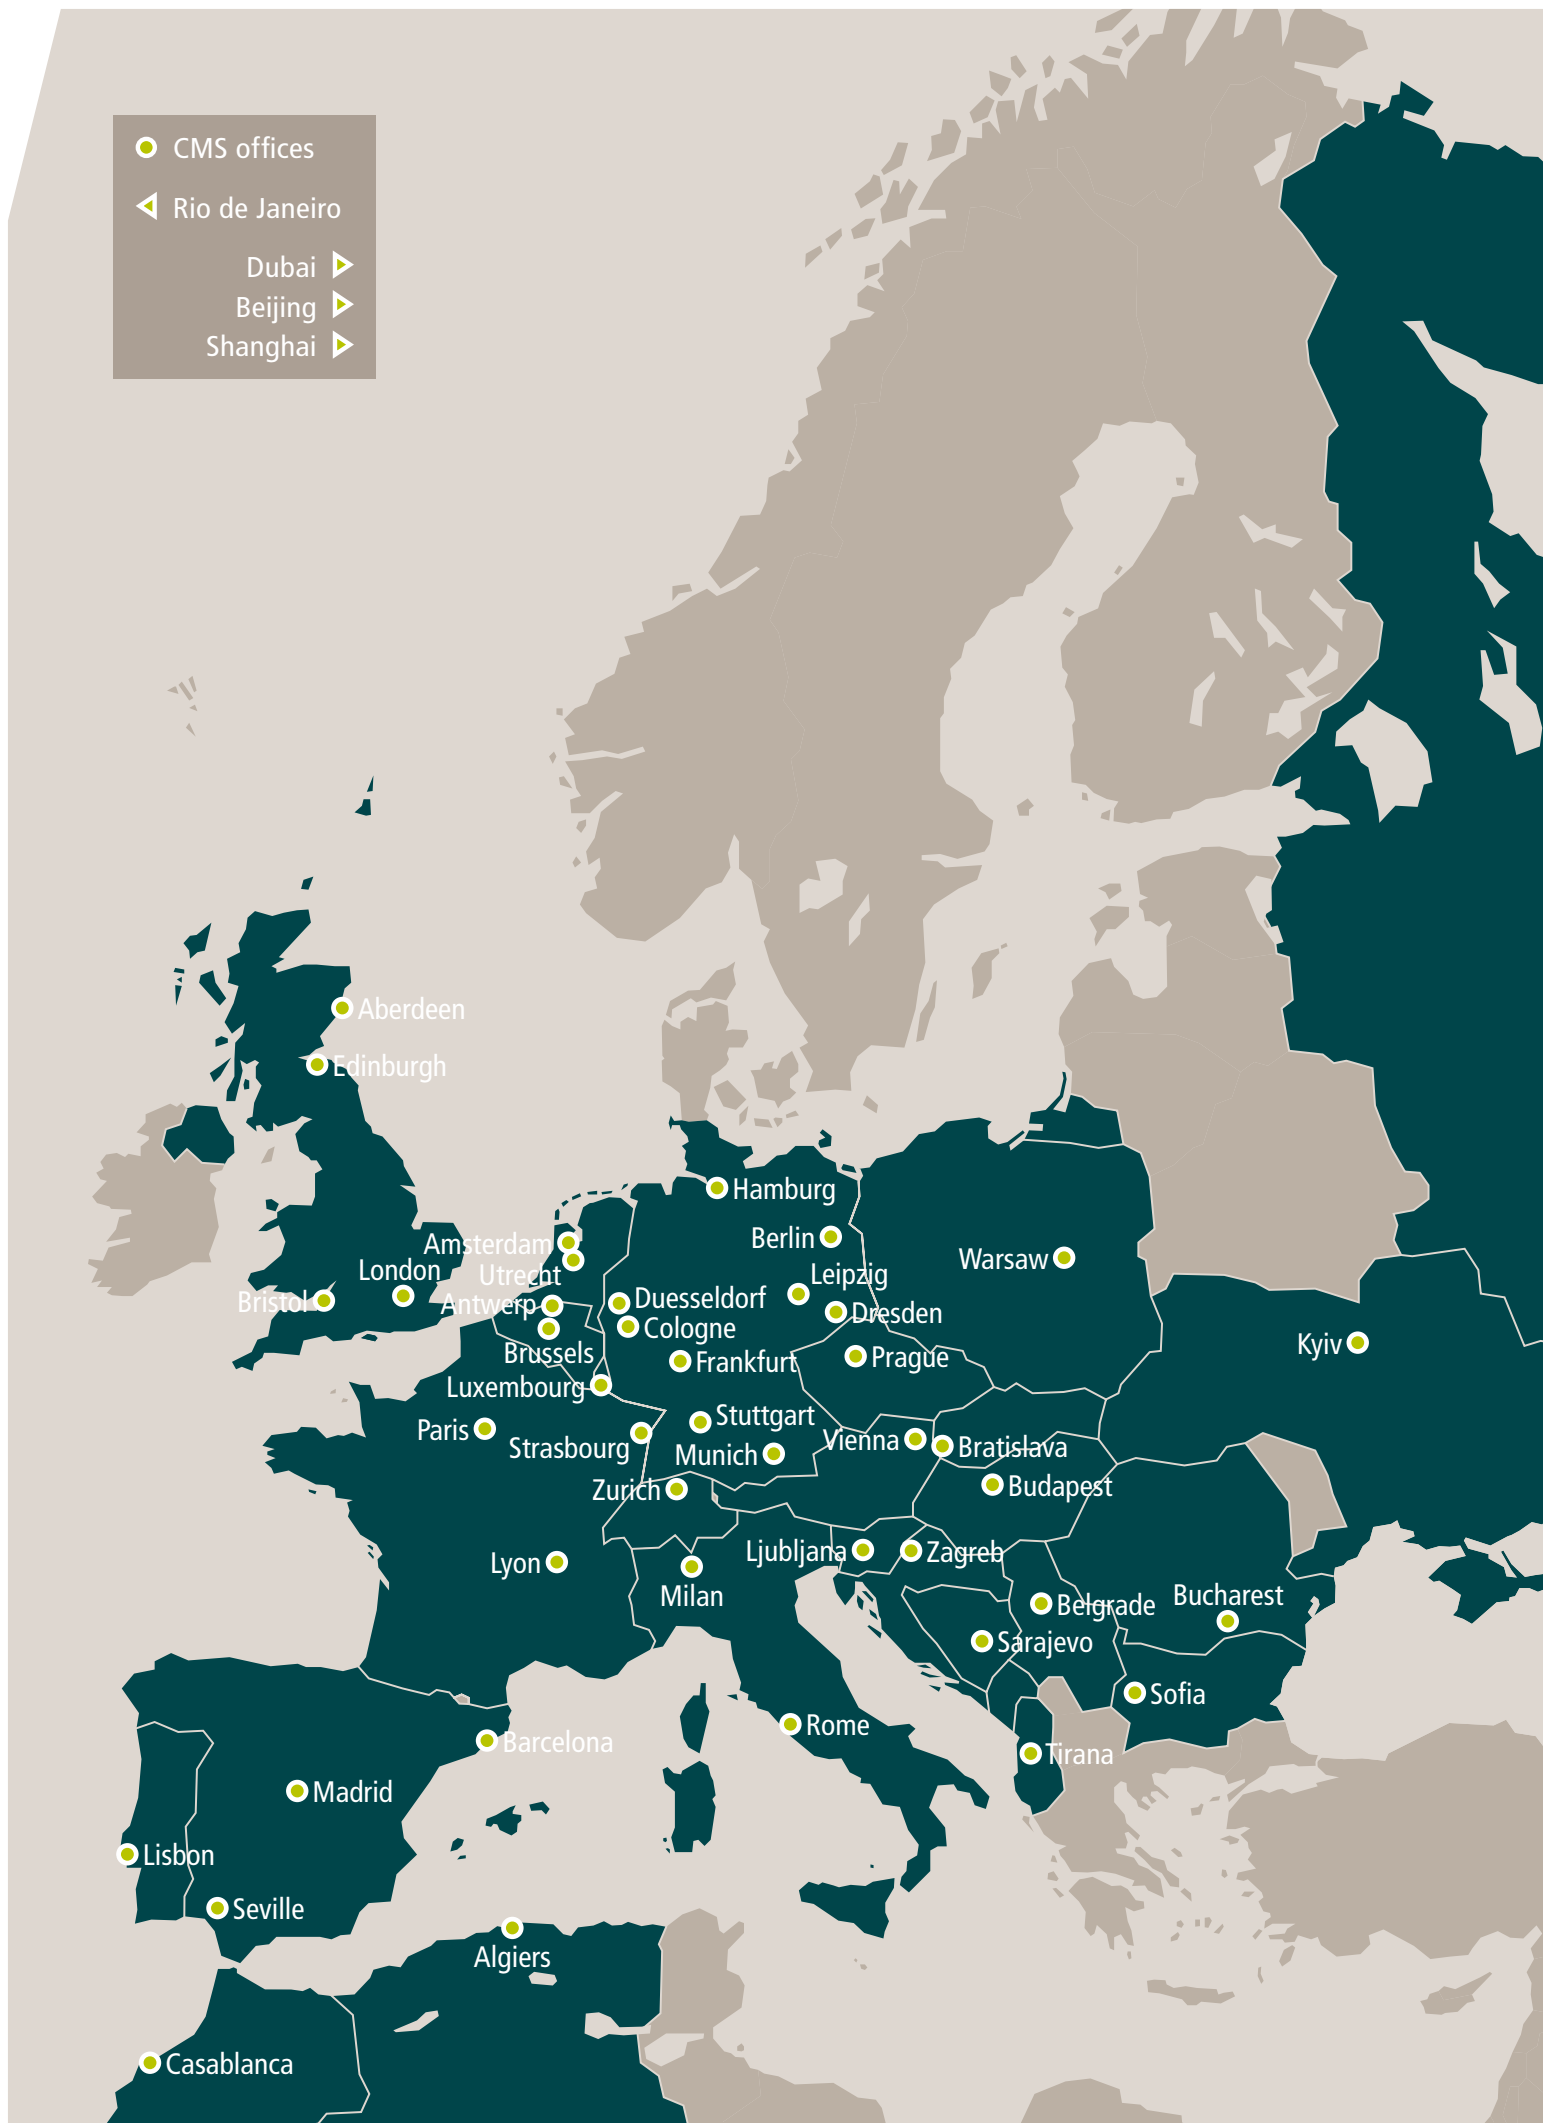 CMS offices
Rio de Janeiro
Dubai
Beijing
Shanghai
Aberdeen
Edinburgh
Hamburg
Berlin
Amsterdam
Warsaw
London
Utrecht
Leipzig
Bristol
Antwerp
Duesseldorf
Dresden
Cologne
Kyiv
Brussels
Frankfurt
Prague
Luxembourg
Paris
Stuttgart
Strasbourg
Vienna
Bratislava
Munich
Zurich
Budapest
Lyon
Ljubljana
Zagreb
Milan
Belgrade
Bucharest
Sarajevo
Sofia
Rome
Barcelona
Tirana
Madrid
Lisbon
Seville
Algiers
Casablanca